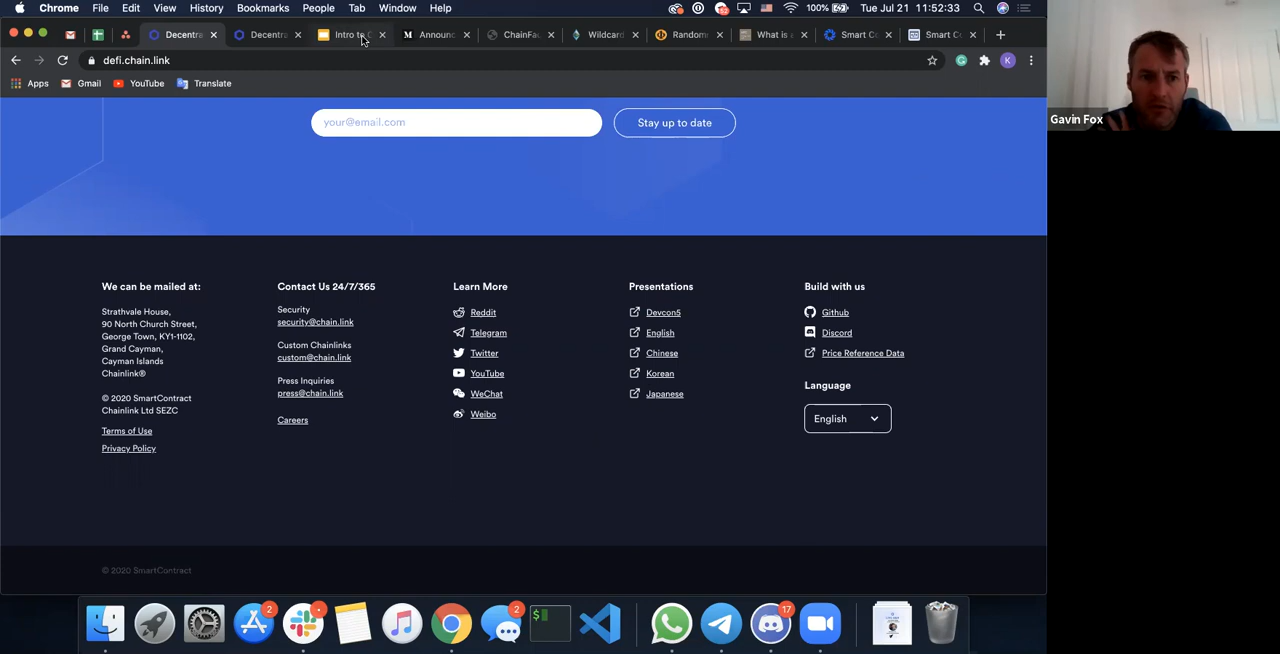 Chrome File Edit View History Bookmarks People Tab Window Help 100% Tue Jul 21 11:52:33
Decentra Decentra Intro to C Announc ChainFau Wildcard Random What is a Smart Co Smart Co
defi.chain.link K
Apps Gmail YouTube Translate
your@email.com Stay up to date
Gavin Fox
We can be mailed at:
Strathvale House,
90 North Church Street,
George Town, KY1-1102,
Grand Cayman,
Cayman Islands
Chainlink®
© 2020 SmartContract
Chainlink Ltd SEZC
Terms of Use
Privacy Policy
Contact Us 24/7/365
Security
security@chain.link
Custom Chainlinks
custom@chain.link
Press Inquiries
press@chain.link
Careers
Learn More
Reddit
Telegram
Twitter
YouTube
WeChat
Weibo
Presentations
Devcon5
English
Chinese
Korean
Japanese
Build with us
Github
Discord
Price Reference Data
Language
English
© 2020 SmartContract
2 2 $ 17